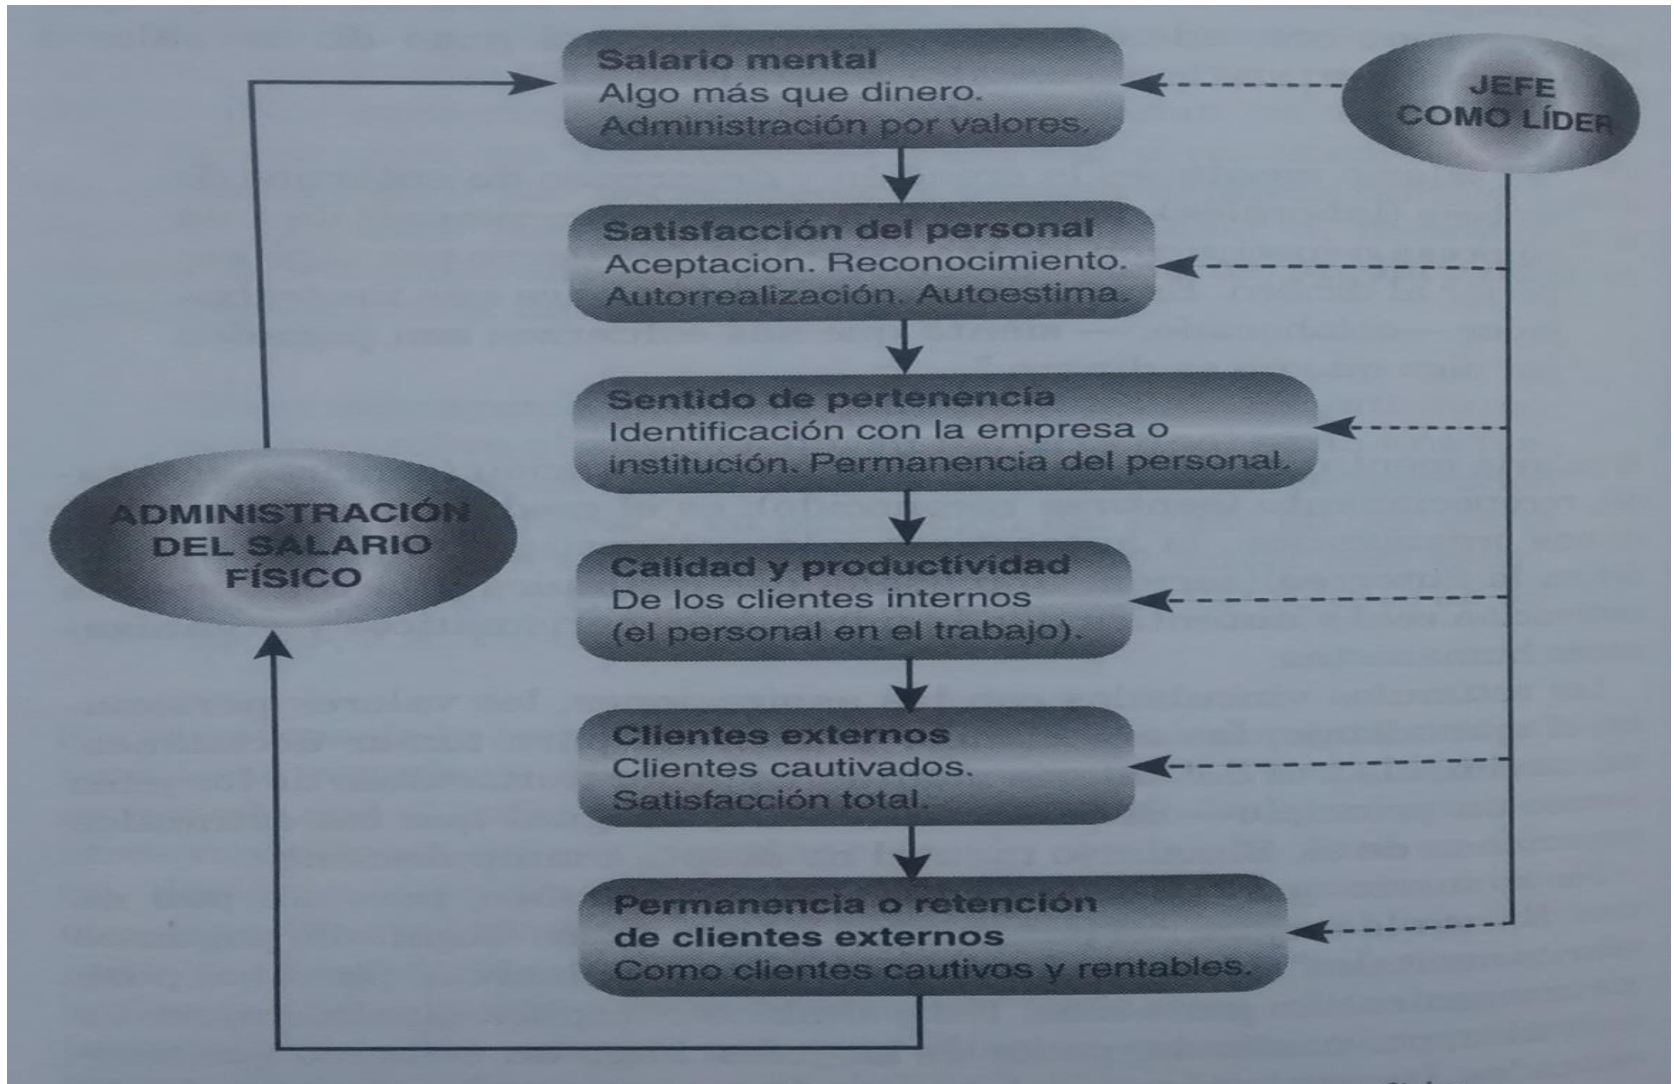 Salario mental
Algo más que dinero.
Administración por valores.
JEFE
COMO LÍDER
Satisfacción del personal
Aceptacion. Reconocimiento.
Autorrealización. Autoestima.
Sentido de pertenencía
Identificación con la empresa o
institución. Permanencia del personal.
ADMINISTRACIÓN
DEL SALARIO
FÍSICO
Calidad y productívidad
De los clientes internos
(el personal en el trabajo).
Clientes externos
Clientes cautivados.
Satisfacción total.
Permanencia o retención
de clientes externos
Como clientes cautivos y rentables.